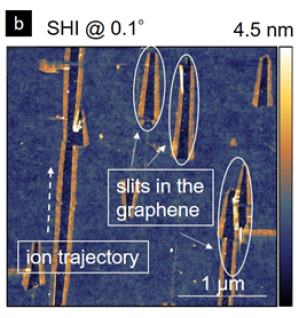 b SHI @ 0.1° 4.5 nm
slits in the
graphene
ion trajectory
1 μm